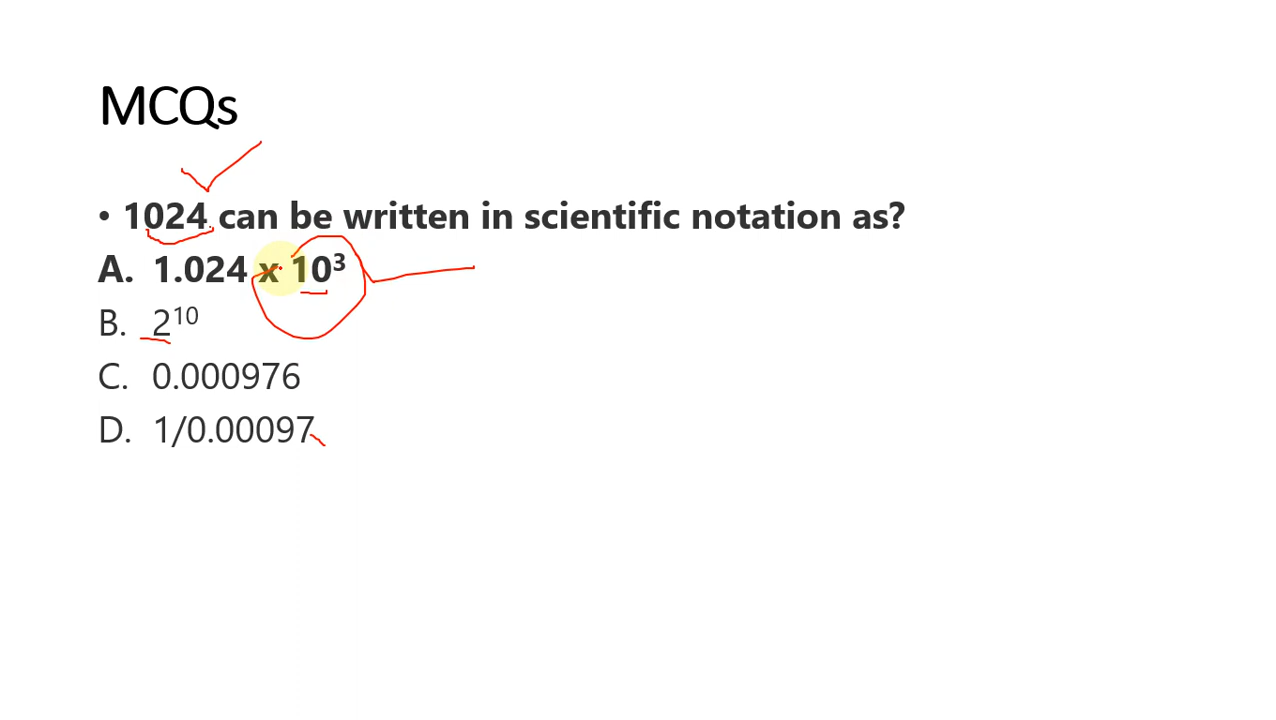 MCQs
• 1024 can be written in scientific notation as?
A. 1.024 x 10³
B. 2¹⁰
C. 0.000976
D. 1/0.00097